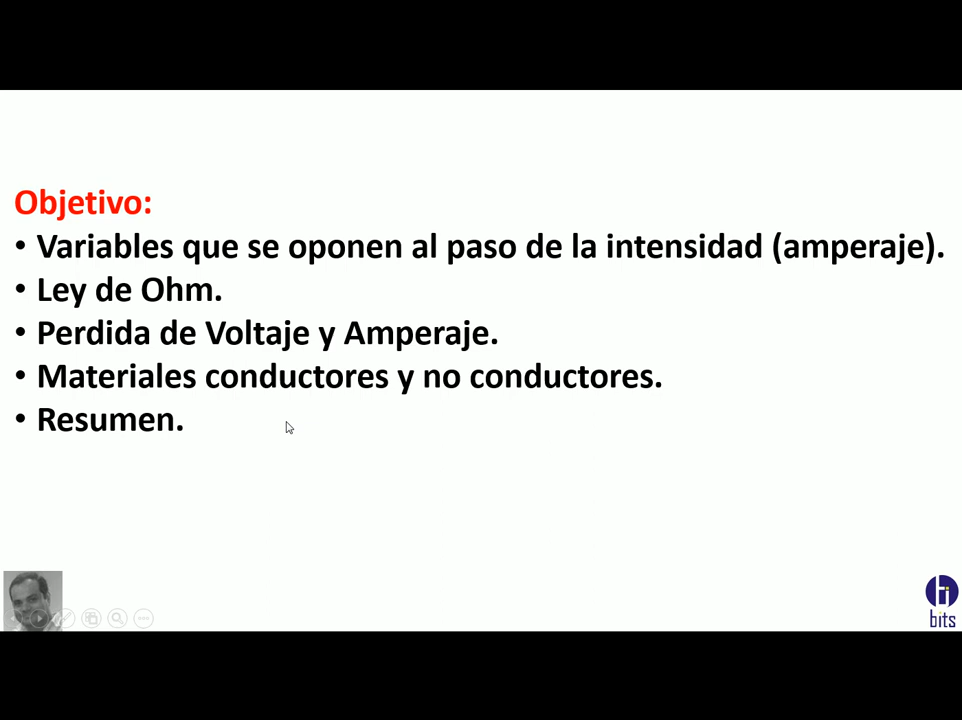 Objetivo:
• Variables que se oponen al paso de la intensidad (amperaje).
• Ley de Ohm.
• Perdida de Voltaje y Amperaje.
• Materiales conductores y no conductores.
• Resumen.
bits